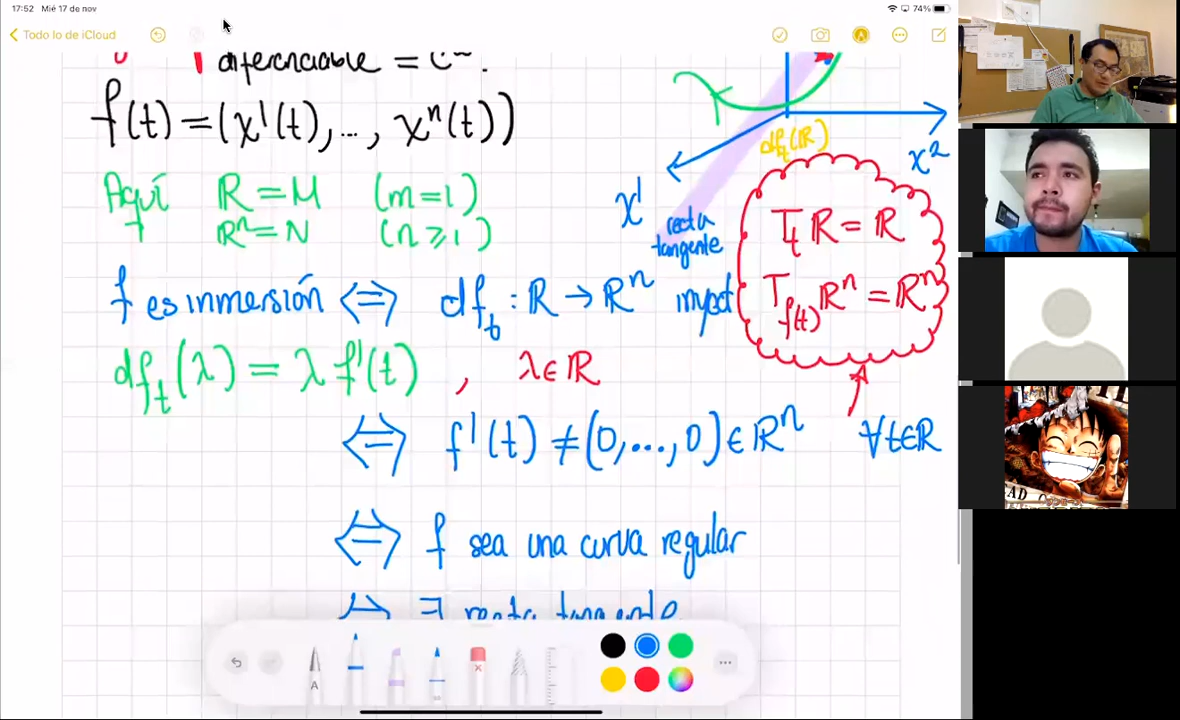 17:52 Mié 17 de nov
74%
Todo lo de iCloud
diferenciable = C∞.
f(t) = (x¹(t), ..., xⁿ(t))
Aquí ℝ = M (m=1)
ℝⁿ = N (n ≥ 1)
x¹
x²
df_t(ℝ)
recta
tangente
T_t ℝ = ℝ
T_f(t) ℝⁿ = ℝⁿ
f es inmersión ⟺ df_t : ℝ → ℝⁿ inyect
df_t(λ) = λ f'(t) , λ ∈ ℝ
⟺ f'(t) ≠ (0, ..., 0) ∈ ℝⁿ ∀t∈ℝ
⟺ f sea una curva regular
⟺ ∃ recta tangente
A